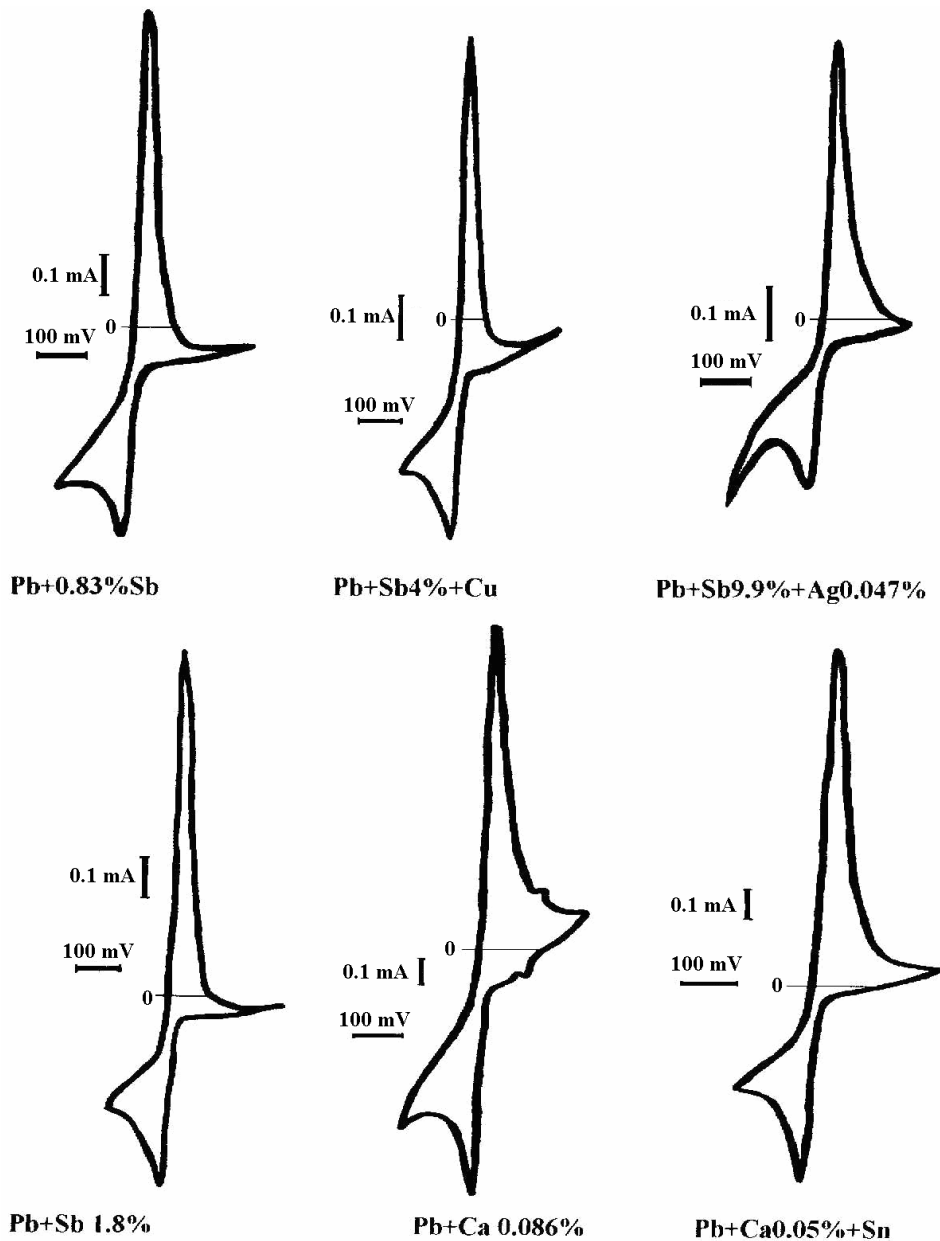 0.1 mA
0
100 mV
Pb+0.83%Sb
0.1 mA
0
100 mV
Pb+Sb4%+Cu
0.1 mA
0
100 mV
Pb+Sb9.9%+Ag0.047%
0.1 mA
100 mV
0
Pb+Sb 1.8%
0
0.1 mA
100 mV
Pb+Ca 0.086%
0.1 mA
100 mV
0
Pb+Ca0.05%+Sn